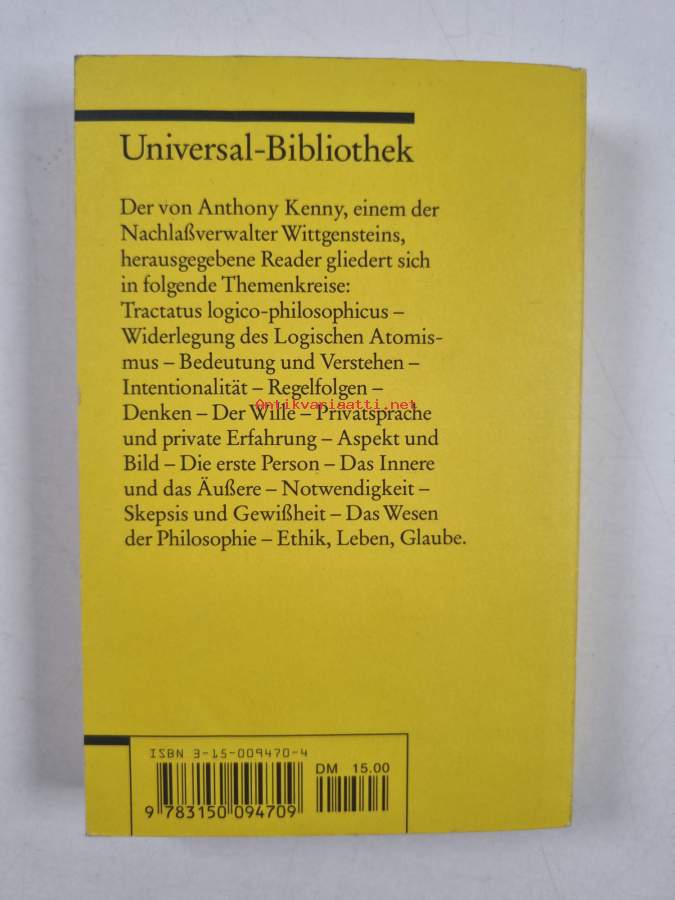 Universal-Bibliothek
Der von Anthony Kenny, einem der
Nachlaßverwalter Wittgensteins,
herausgegebene Reader gliedert sich
in folgende Themenkreise:
Tractatus logico-philosophicus –
Widerlegung des Logischen Atomis-
mus – Bedeutung und Verstehen –
Intentionalität – Regelfolgen –
Antikvariaatti.net
Denken – Der Wille – Privatsprache
und private Erfahrung – Aspekt und
Bild – Die erste Person – Das Innere
und das Äußere – Notwendigkeit –
Skepsis und Gewißheit – Das Wesen
der Philosophie – Ethik, Leben, Glaube.
ISBN 3-15-009470-4
DM 15.00
9 783150 094709